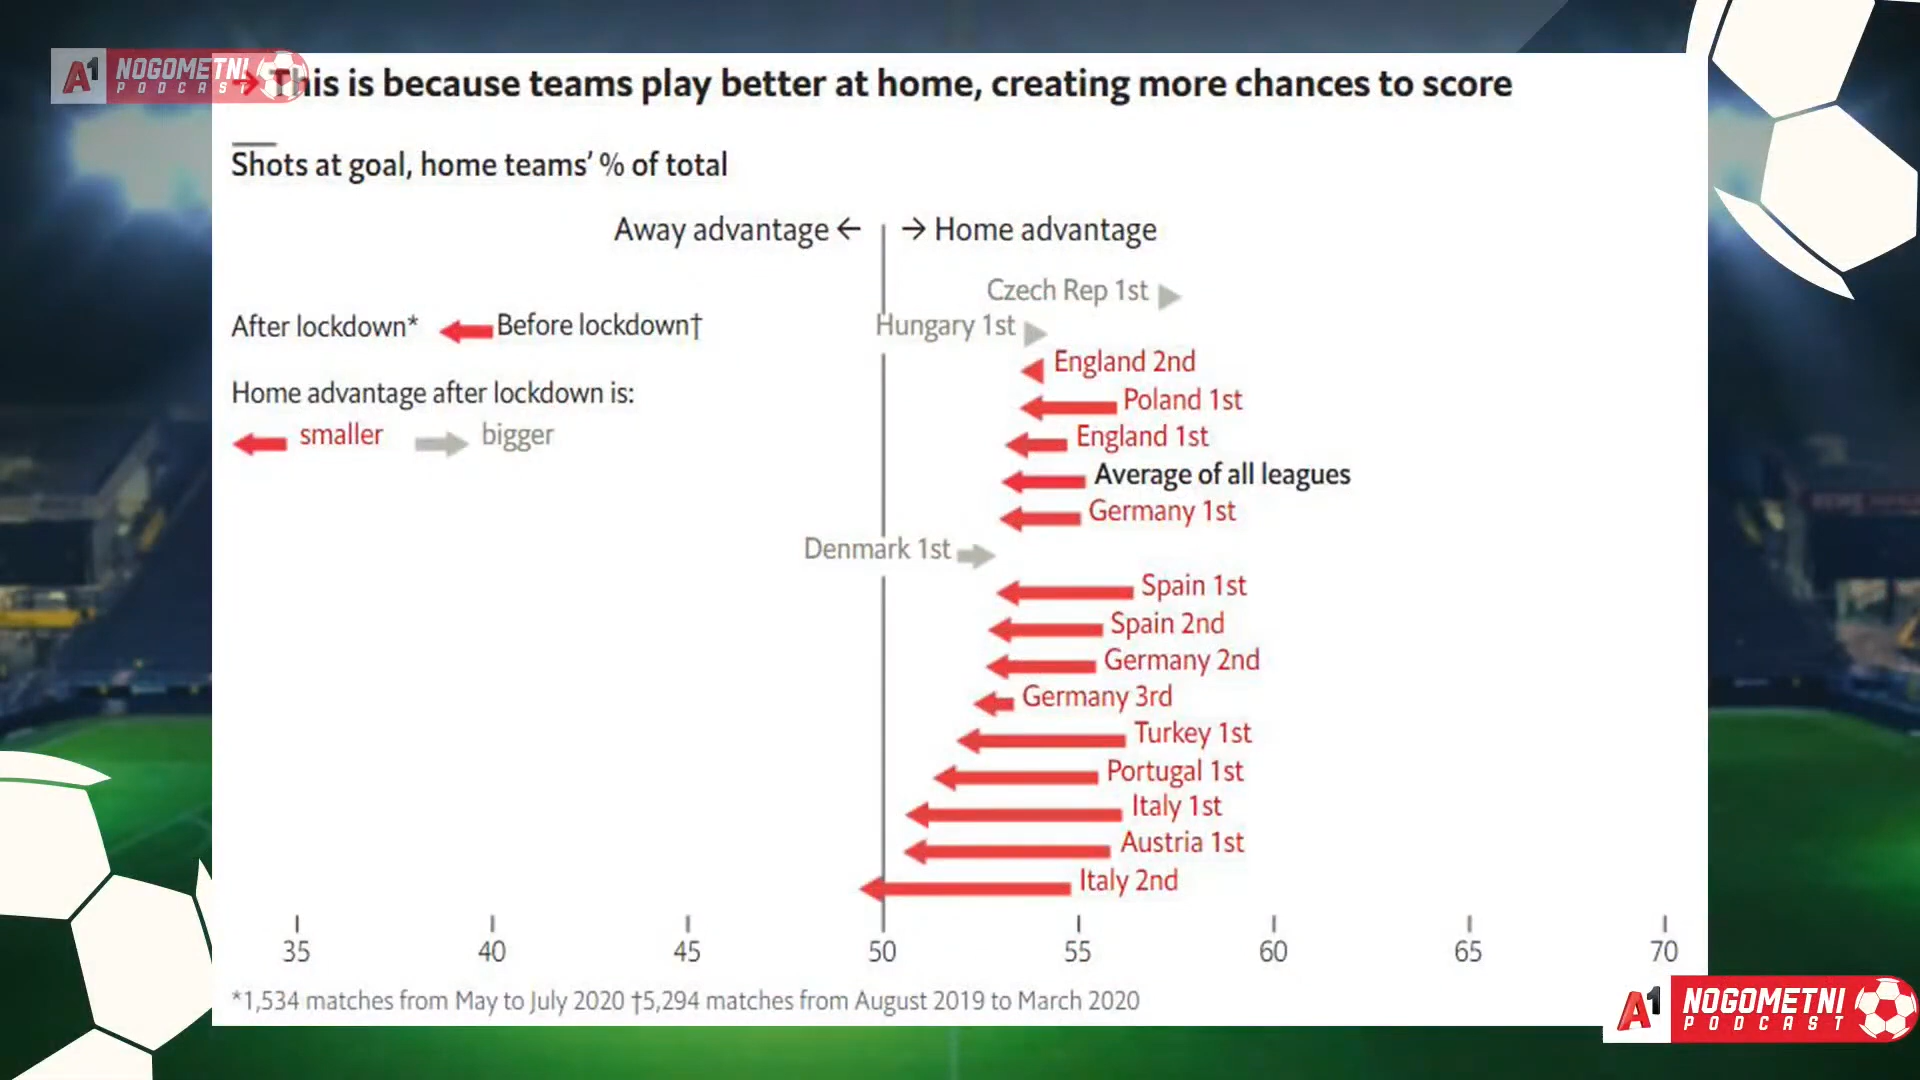 A1 NOGOMETNI
PODCAST
→ This is because teams play better at home, creating more chances to score
Shots at goal, home teams’ % of total
Away advantage ← → Home advantage
Czech Rep 1st
After lockdown* Before lockdown†
Hungary 1st
England 2nd
Home advantage after lockdown is:
Poland 1st
smaller bigger
England 1st
Average of all leagues
Germany 1st
Denmark 1st
Spain 1st
Spain 2nd
Germany 2nd
Germany 3rd
Turkey 1st
Portugal 1st
Italy 1st
Austria 1st
Italy 2nd
35 40 45 50 55 60 65 70
*1,534 matches from May to July 2020 †5,294 matches from August 2019 to March 2020
A1 NOGOMETNI
PODCAST